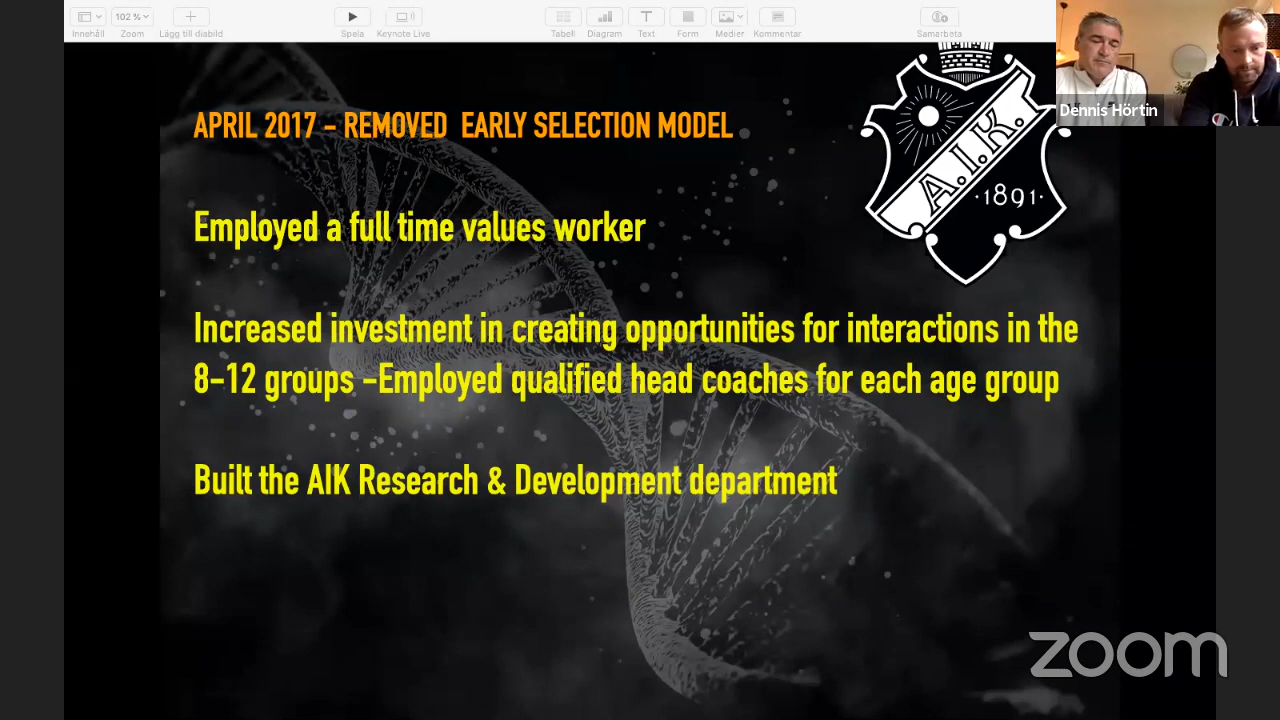 102 %
Innehåll
Zoom
Lägg till diabild
Spela
Keynote Live
Tabell
Diagram
Text
Form
Medier
Kommentar
Samarbeta
Dennis Hörtin
APRIL 2017 - REMOVED EARLY SELECTION MODEL
A.I.K.
·1891·
Employed a full time values worker
Increased investment in creating opportunities for interactions in the
8-12 groups -Employed qualified head coaches for each age group
Built the AIK Research & Development department
zoom